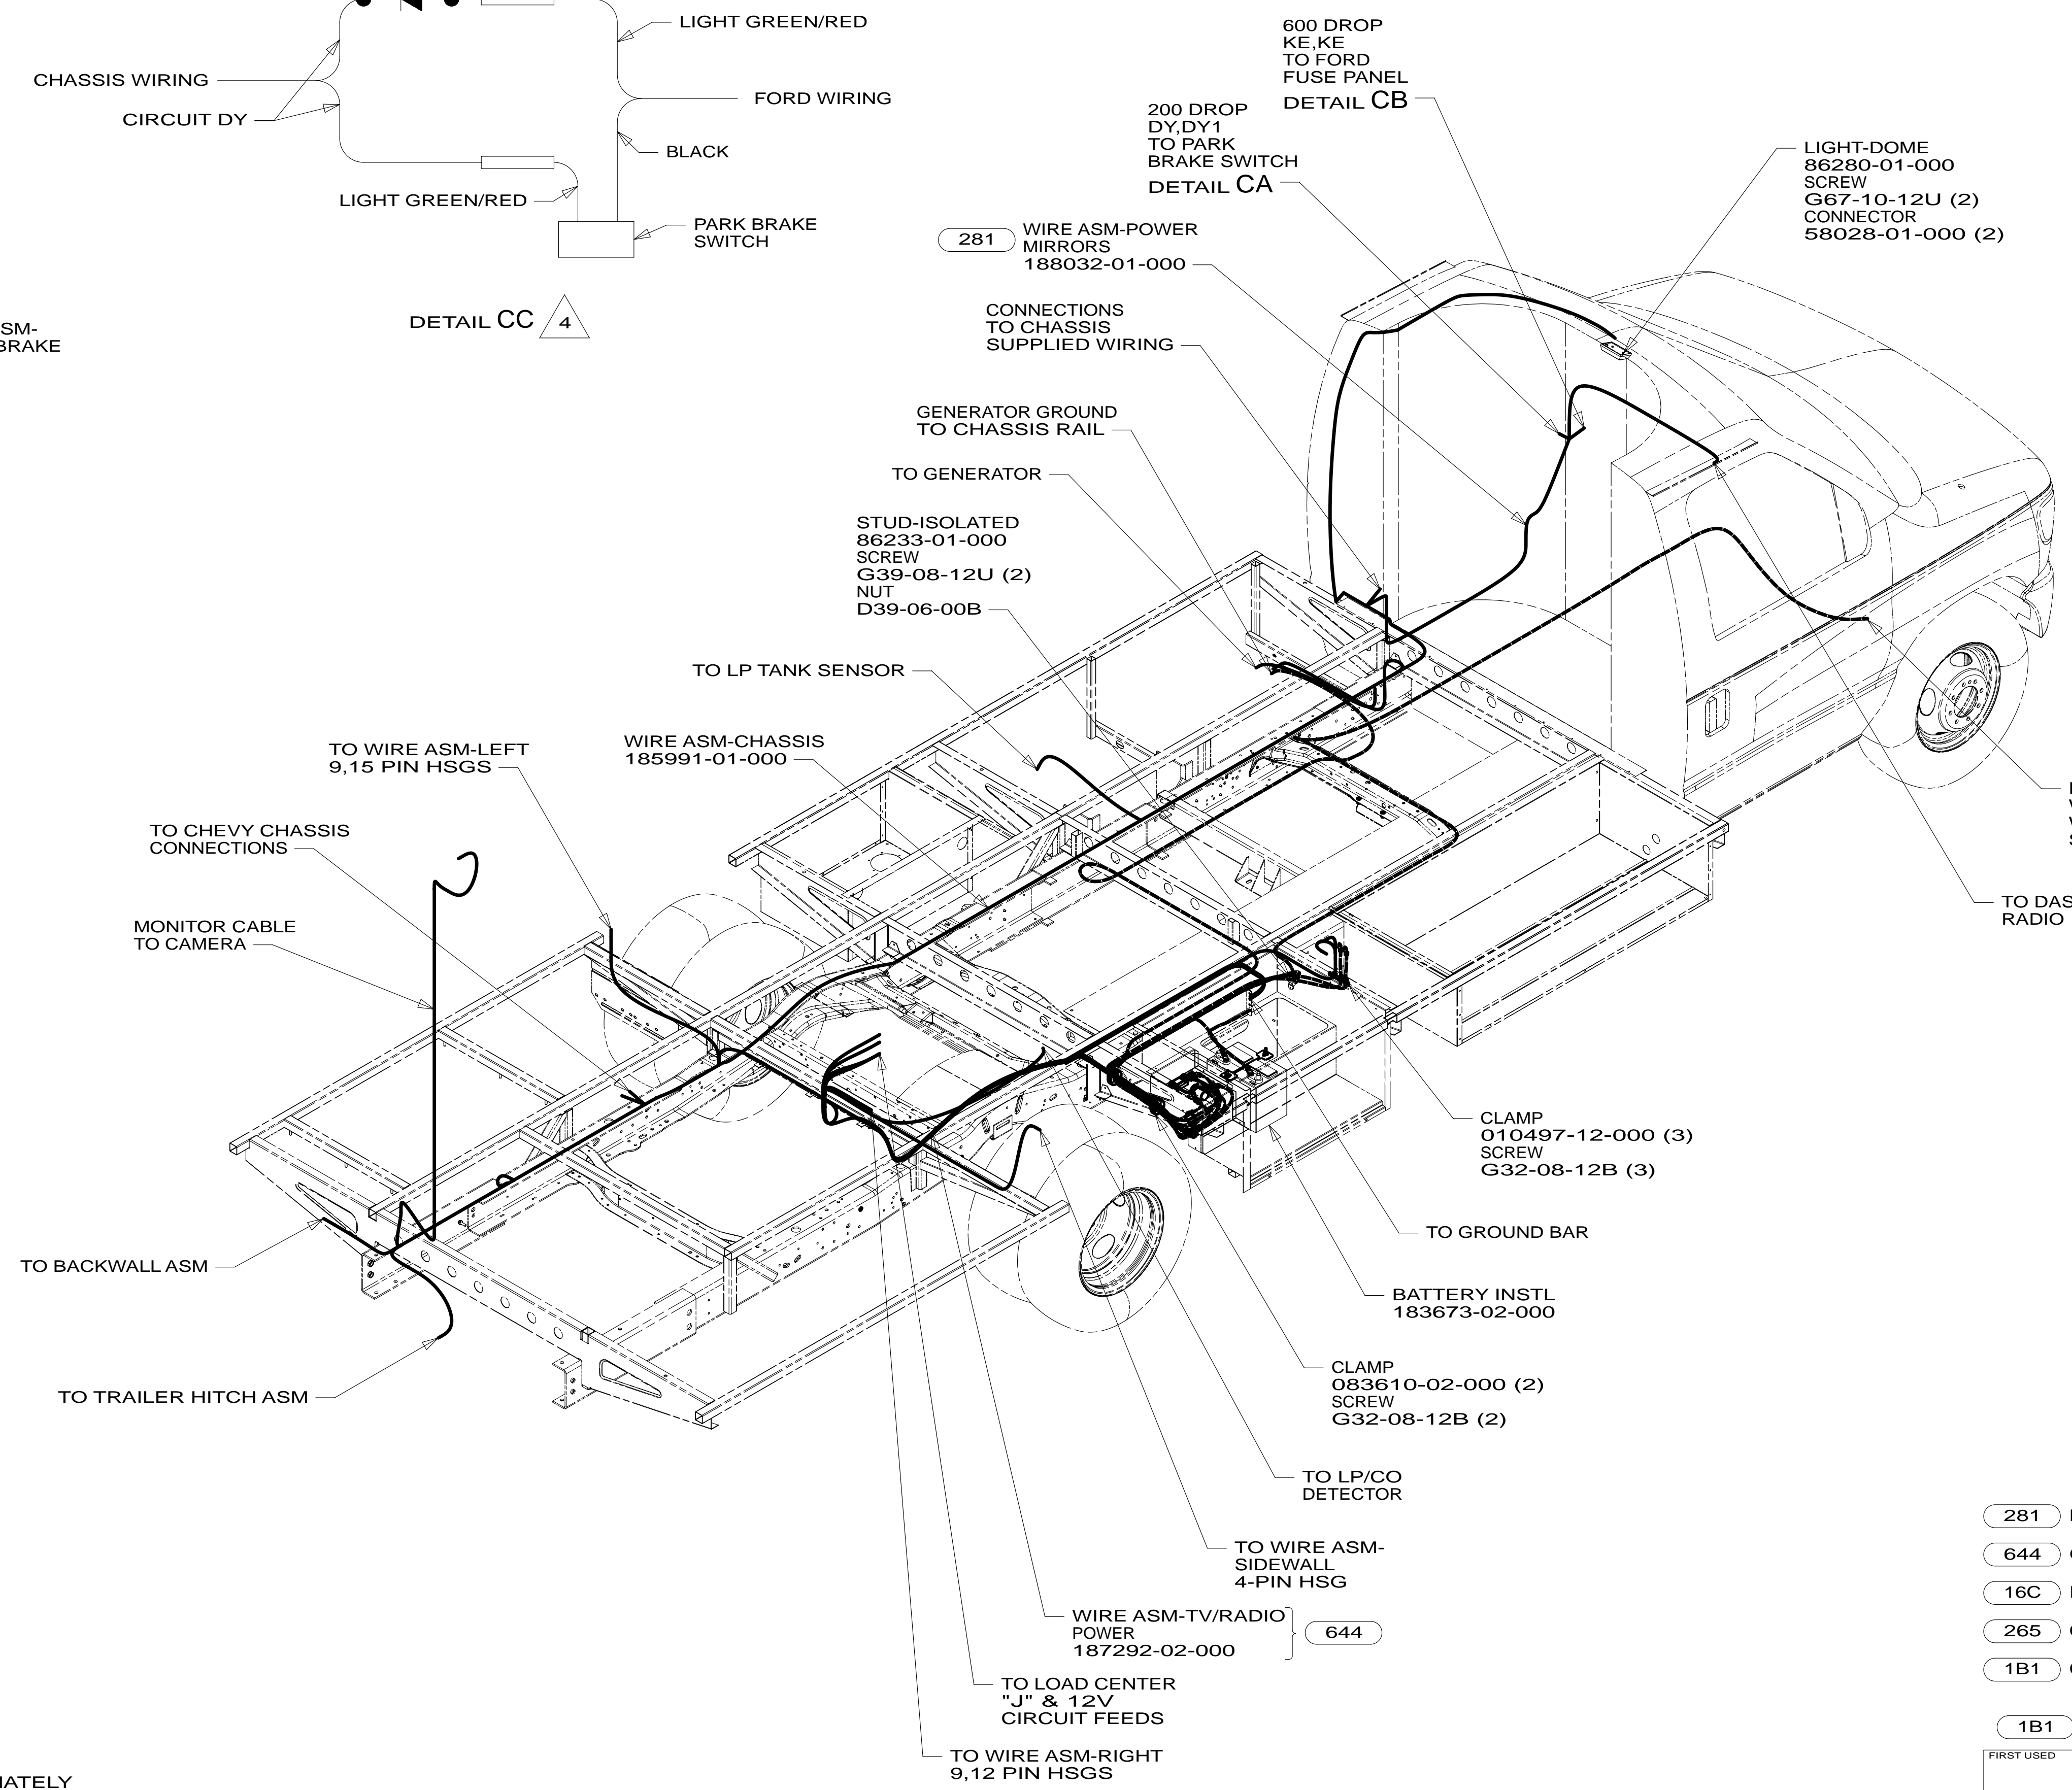 LIGHT GREEN/RED
CHASSIS WIRING
CIRCUIT DY
FORD WIRING
BLACK
LIGHT GREEN/RED
PARK BRAKE
SWITCH
DETAIL CC
4
BRAKE
600 DROP
KE,KE
TO FORD
FUSE PANEL
DETAIL CB
200 DROP
DY,DY1
TO PARK
BRAKE SWITCH
DETAIL CA
LIGHT-DOME
86280-01-000
SCREW
G67-10-12U (2)
CONNECTOR
58028-01-000 (2)
281
WIRE ASM-POWER
MIRRORS
188032-01-000
CONNECTIONS
TO CHASSIS
SUPPLIED WIRING
GENERATOR GROUND
TO CHASSIS RAIL
TO GENERATOR
STUD-ISOLATED
86233-01-000
SCREW
G39-08-12U (2)
NUT
D39-06-00B
TO LP TANK SENSOR
WIRE ASM-CHASSIS
185991-01-000
TO WIRE ASM-LEFT
9,15 PIN HSGS
TO CHEVY CHASSIS
CONNECTIONS
MONITOR CABLE
TO CAMERA
TO BACKWALL ASM
TO TRAILER HITCH ASM
RADIO
CLAMP
010497-12-000 (3)
SCREW
G32-08-12B (3)
TO GROUND BAR
BATTERY INSTL
183673-02-000
CLAMP
083610-02-000 (2)
SCREW
G32-08-12B (2)
TO LP/CO
DETECTOR
TO WIRE ASM-
SIDEWALL
4-PIN HSG
WIRE ASM-TV/RADIO
POWER
187292-02-000
644
TO LOAD CENTER
"J" & 12V
CIRCUIT FEEDS
TO WIRE ASM-RIGHT
9,12 PIN HSGS
281
644
16C
265
1B1
1B1
FIRST USED